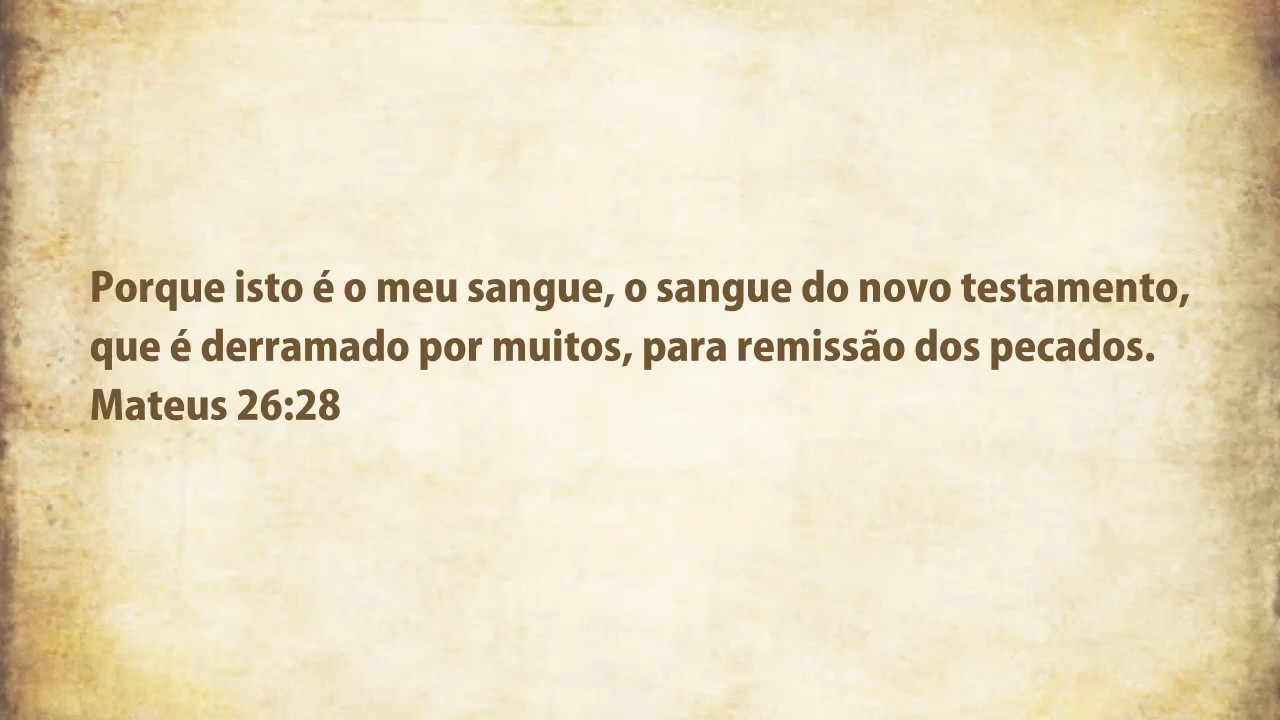 Porque isto é o meu sangue, o sangue do novo testamento,
que é derramado por muitos, para remissão dos pecados.
Mateus 26:28